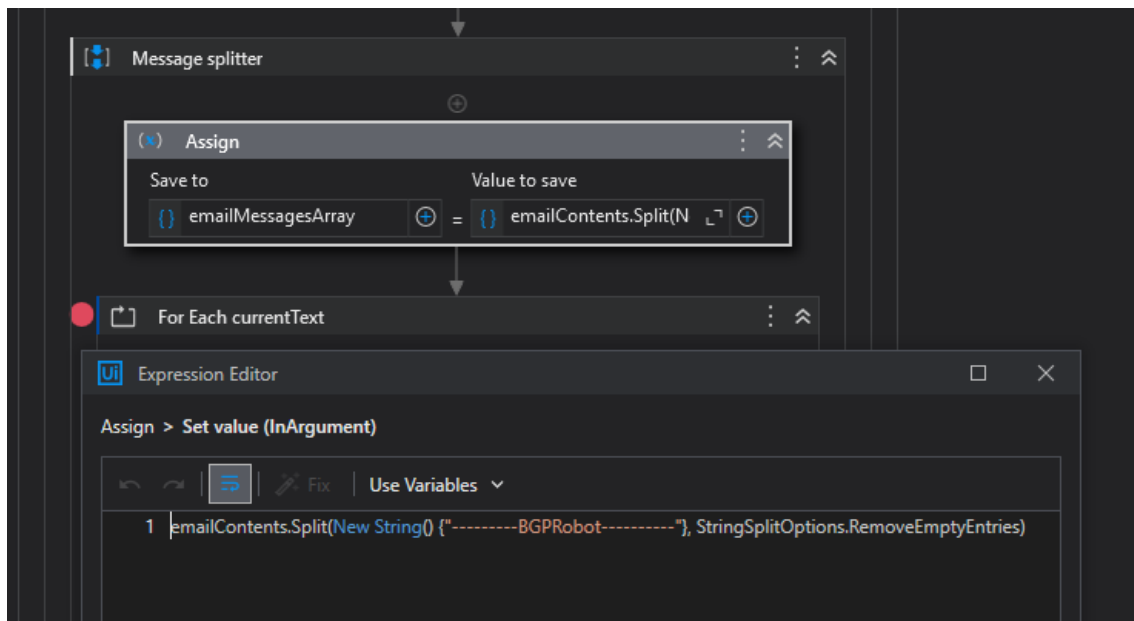 Message splitter
Assign
Save to
Value to save
emailMessagesArray
=
emailContents.Split(N
For Each currentText
Ui
Expression Editor
Assign > Set value (InArgument)
Fix
Use Variables
1 emailContents.Split(New String() {"---------BGPRobot----------"}, StringSplitOptions.RemoveEmptyEntries)